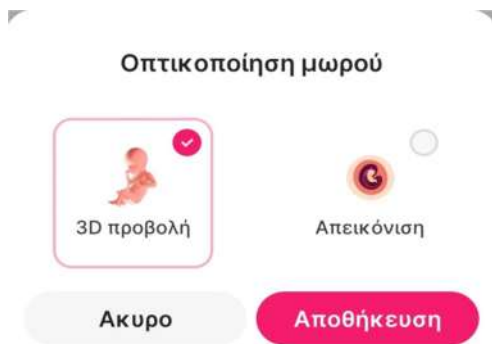 Οπτικοποίηση μωρού
3D προβολή
Απεικόνιση
Ακυρο
Αποθήκευση